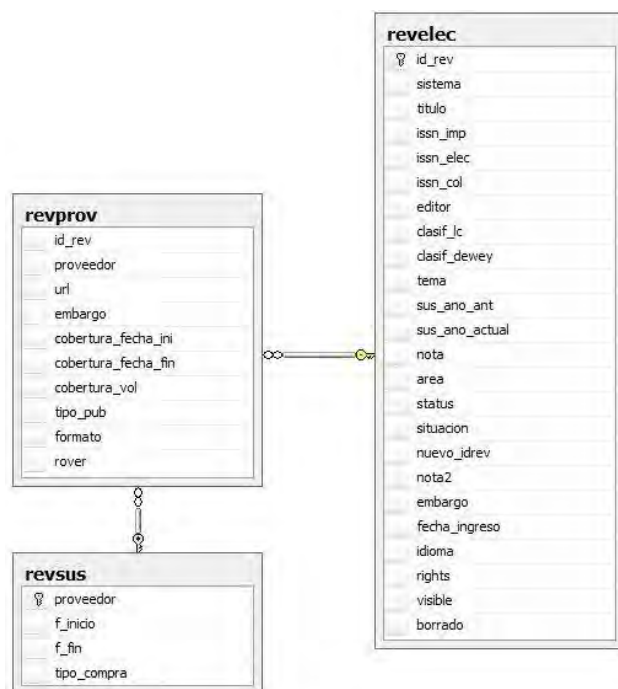 revelec
id_rev
sistema
titulo
issn_imp
issn_elec
issn_col
editor
clasif_lc
clasif_dewey
tema
sus_ano_ant
sus_ano_actual
nota
area
status
situacion
nuevo_idrev
nota2
embargo
fecha_ingreso
idioma
rights
visible
borrado
revprov
id_rev
proveedor
url
embargo
cobertura_fecha_ini
cobertura_fecha_fin
cobertura_vol
tipo_pub
formato
rover
revsus
proveedor
f_inicio
f_fin
tipo_compra